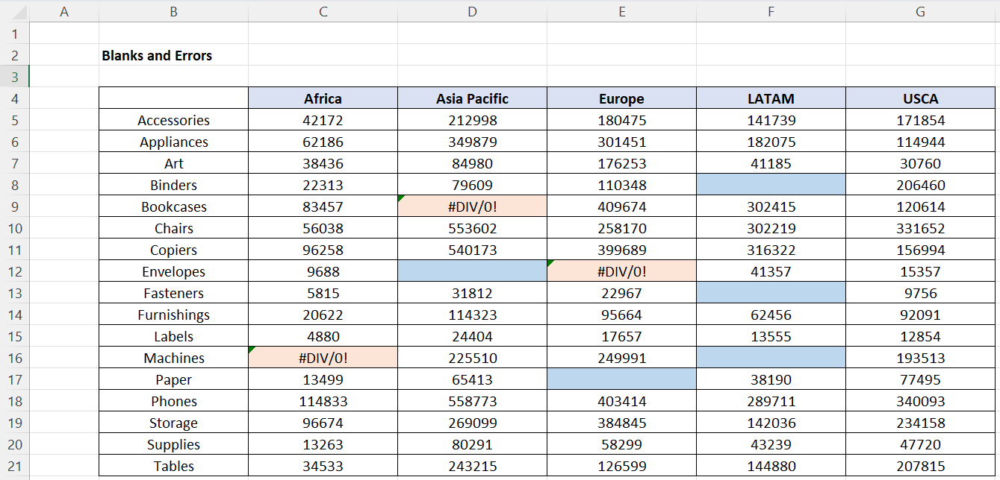 A B C D E F G
1
2 Blanks and Errors
3
4 Africa Asia Pacific Europe LATAM USCA
5 Accessories 42172 212998 180475 141739 171854
6 Appliances 62186 349879 301451 182075 114944
7 Art 38436 84980 176253 41185 30760
8 Binders 22313 79609 110348 206460
9 Bookcases 83457 #DIV/0! 409674 302415 120614
10 Chairs 56038 553602 258170 302219 331652
11 Copiers 96258 540173 399689 316322 156994
12 Envelopes 9688 #DIV/0! 41357 15357
13 Fasteners 5815 31812 22967 9756
14 Furnishings 20622 114323 95664 62456 92091
15 Labels 4880 24404 17657 13555 12854
16 Machines #DIV/0! 225510 249991 193513
17 Paper 13499 65413 38190 77495
18 Phones 114833 558773 403414 289711 340093
19 Storage 96674 269099 384845 142036 234158
20 Supplies 13263 80291 58299 43239 47720
21 Tables 34533 243215 126599 144880 207815